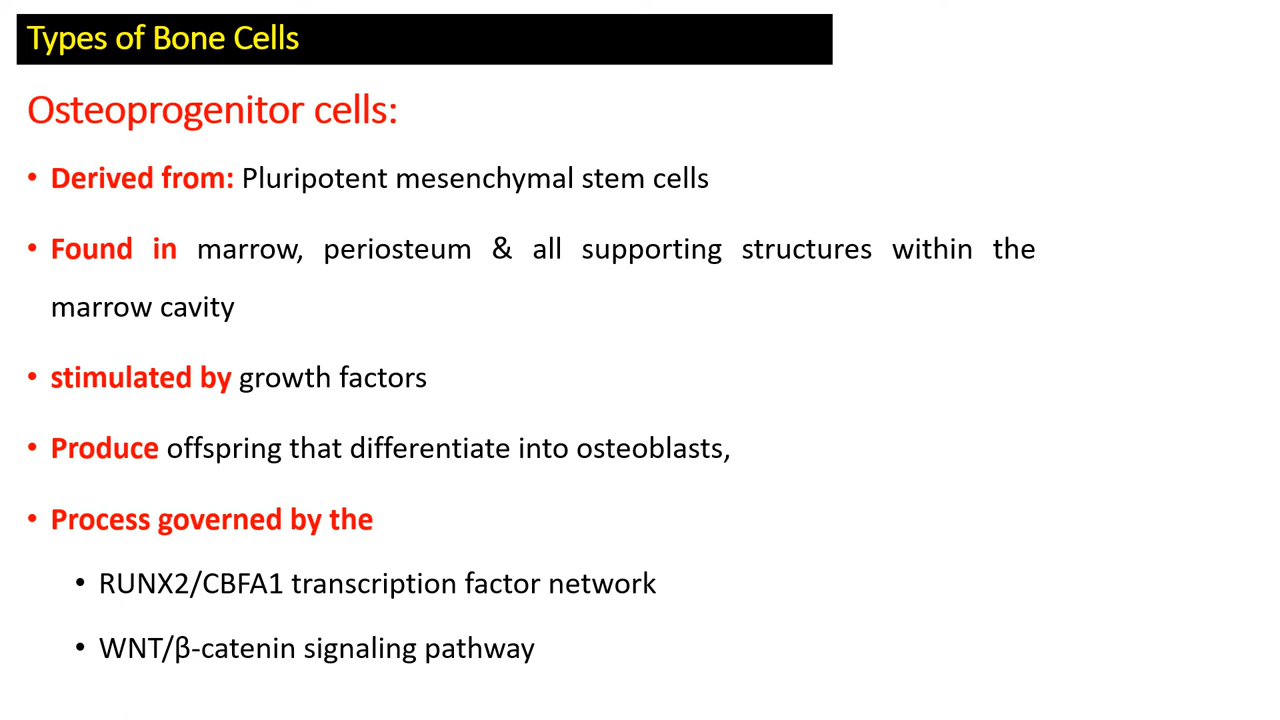 Types of Bone Cells
Osteoprogenitor cells:
• Derived from: Pluripotent mesenchymal stem cells
• Found in marrow, periosteum & all supporting structures within the
marrow cavity
• stimulated by growth factors
• Produce offspring that differentiate into osteoblasts,
• Process governed by the
• RUNX2/CBFA1 transcription factor network
• WNT/β-catenin signaling pathway